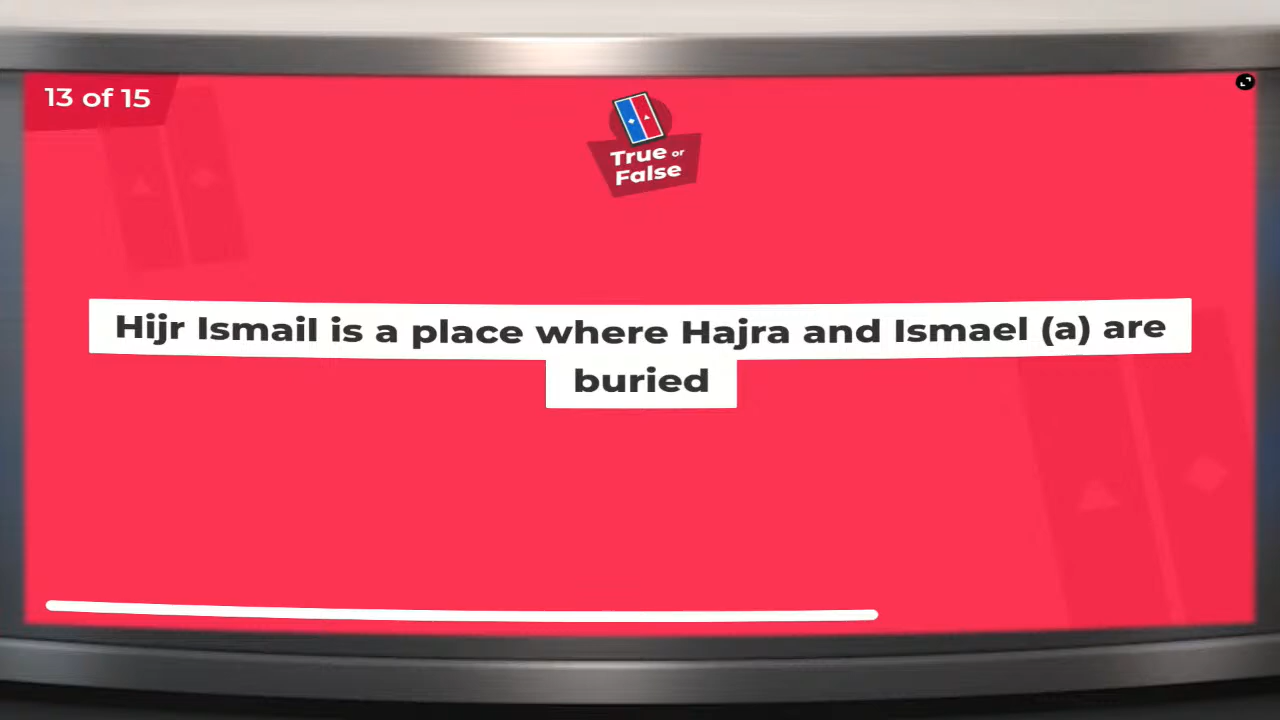 13 of 15
True or
False
Hijr Ismail is a place where Hajra and Ismael (a) are
buried